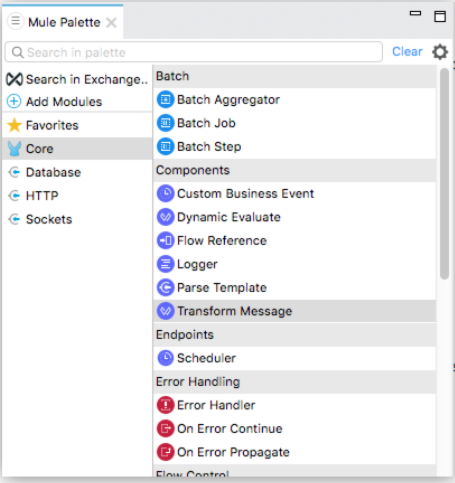 Mule Palette
Search in palette
Clear
Search in Exchange..
Add Modules
Favorites
Core
Database
HTTP
Sockets
Batch
Batch Aggregator
Batch Job
Batch Step
Components
Custom Business Event
Dynamic Evaluate
Flow Reference
Logger
Parse Template
Transform Message
Endpoints
Scheduler
Error Handling
Error Handler
On Error Continue
On Error Propagate
Flow Control